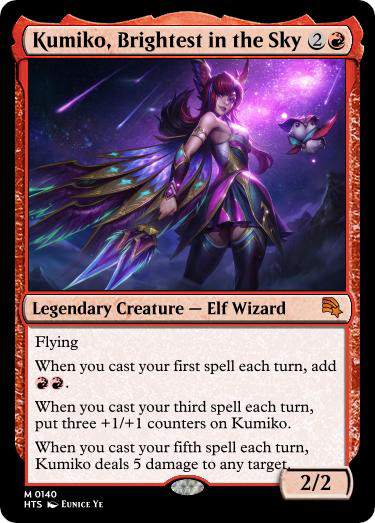 Kumiko, Brightest in the Sky 2
Legendary Creature — Elf Wizard
Flying
When you cast your first spell each turn, add
.
When you cast your third spell each turn,
put three +1/+1 counters on Kumiko.
When you cast your fifth spell each turn,
Kumiko deals 5 damage to any target.
2/2
M 0140
HTS Eunice Ye